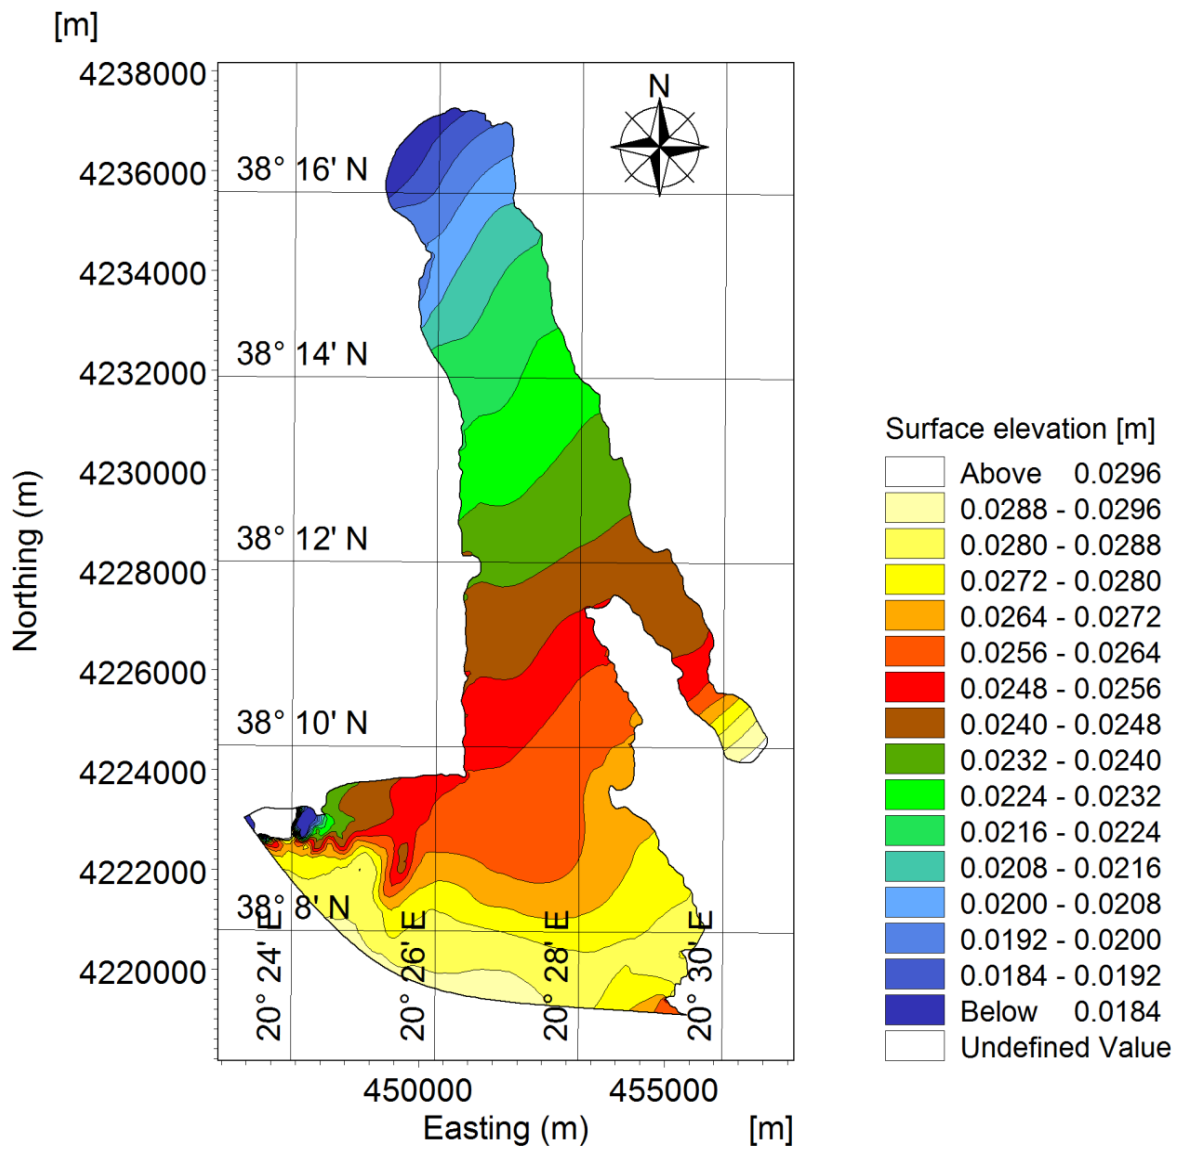 [m]
4238000
4236000
4234000
4232000
4230000
4228000
4226000
4224000
4222000
4220000
Northing (m)
N
38° 16' N
38° 14' N
38° 12' N
38° 10' N
38° 8' N
20° 24' E
20° 26' E
20° 28' E
20° 30' E
450000 455000
Easting (m) [m]
Surface elevation [m]
Above 0.0296
0.0288 - 0.0296
0.0280 - 0.0288
0.0272 - 0.0280
0.0264 - 0.0272
0.0256 - 0.0264
0.0248 - 0.0256
0.0240 - 0.0248
0.0232 - 0.0240
0.0224 - 0.0232
0.0216 - 0.0224
0.0208 - 0.0216
0.0200 - 0.0208
0.0192 - 0.0200
0.0184 - 0.0192
Below 0.0184
Undefined Value